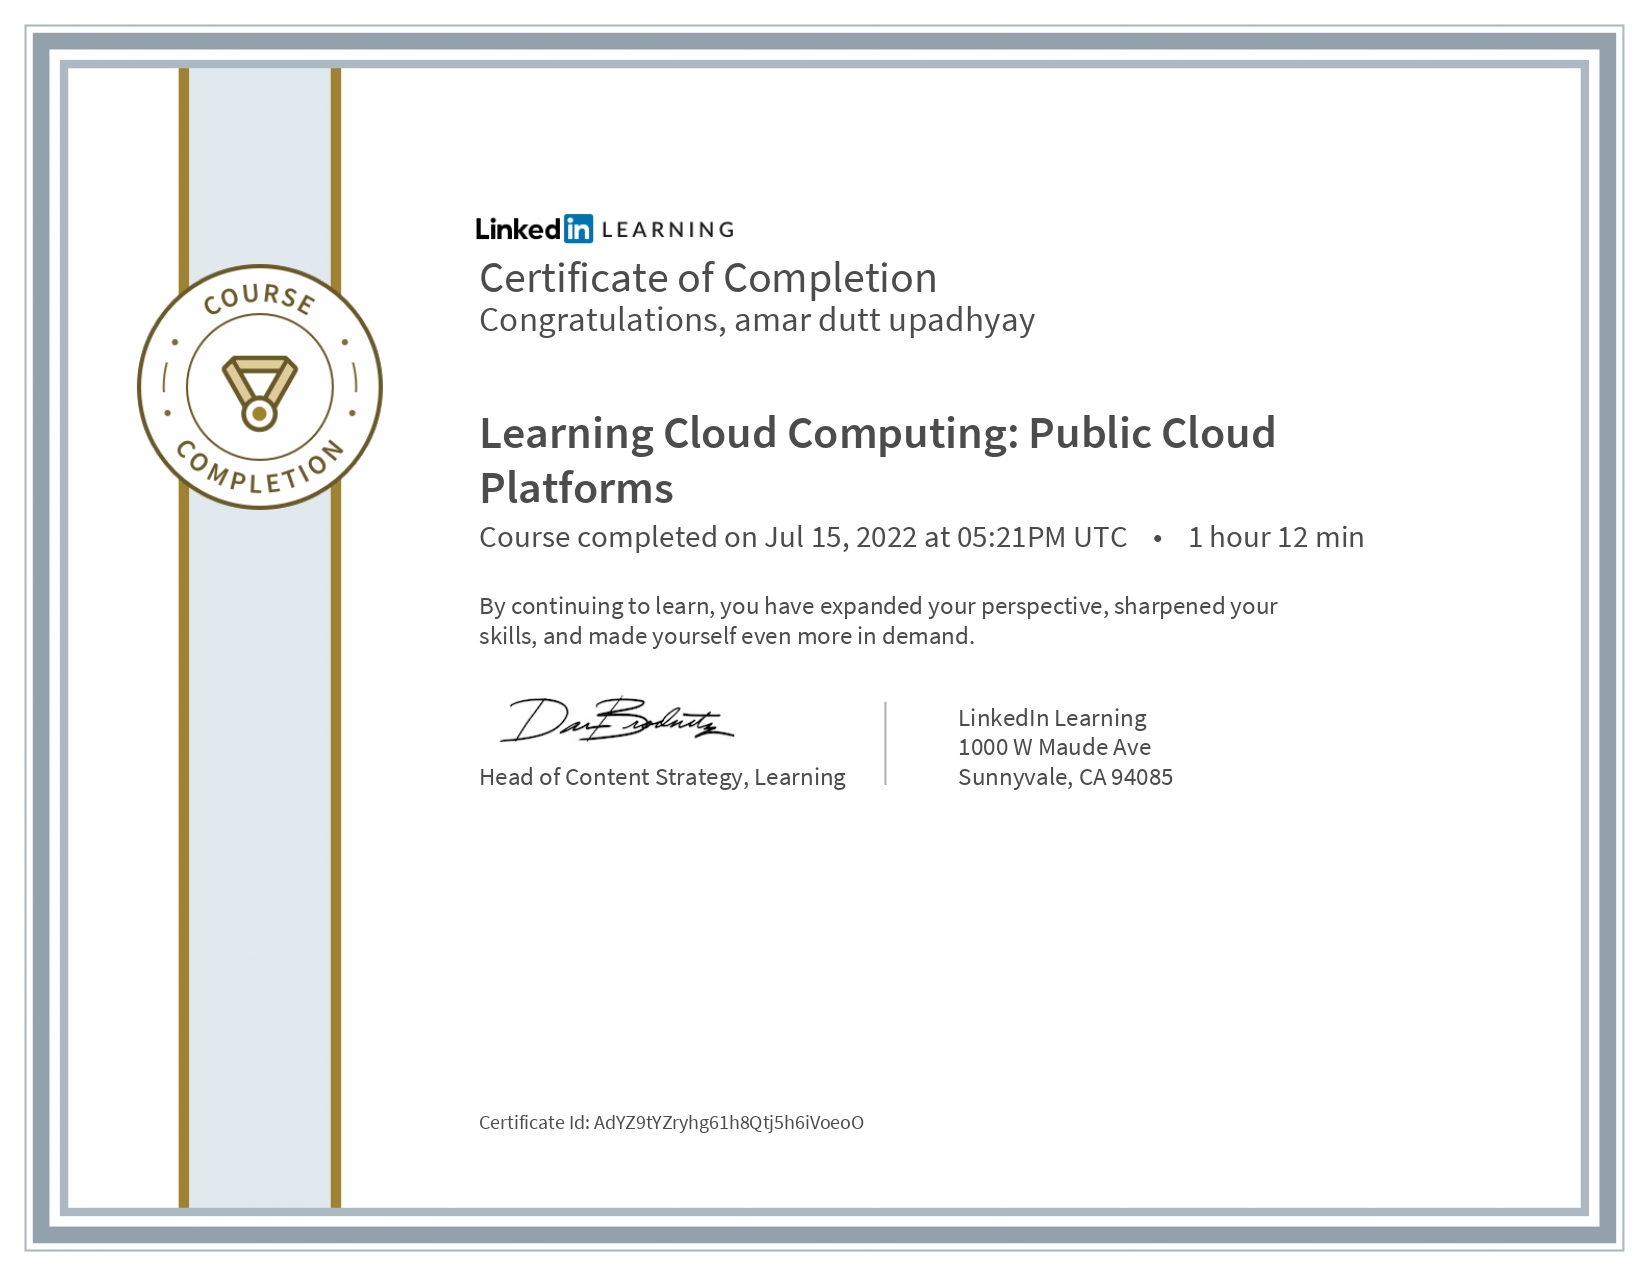 LinkedIn LEARNING
Certificate of Completion
Congratulations, amar dutt upadhyay
COURSE
COMPLETION
Learning Cloud Computing: Public Cloud
Platforms
Course completed on Jul 15, 2022 at 05:21PM UTC • 1 hour 12 min
By continuing to learn, you have expanded your perspective, sharpened your
skills, and made yourself even more in demand.
Dan Brodnitz
Head of Content Strategy, Learning
LinkedIn Learning
1000 W Maude Ave
Sunnyvale, CA 94085
Certificate Id: AdYZ9tYZryhg61h8Qtj5h6iVoeoO